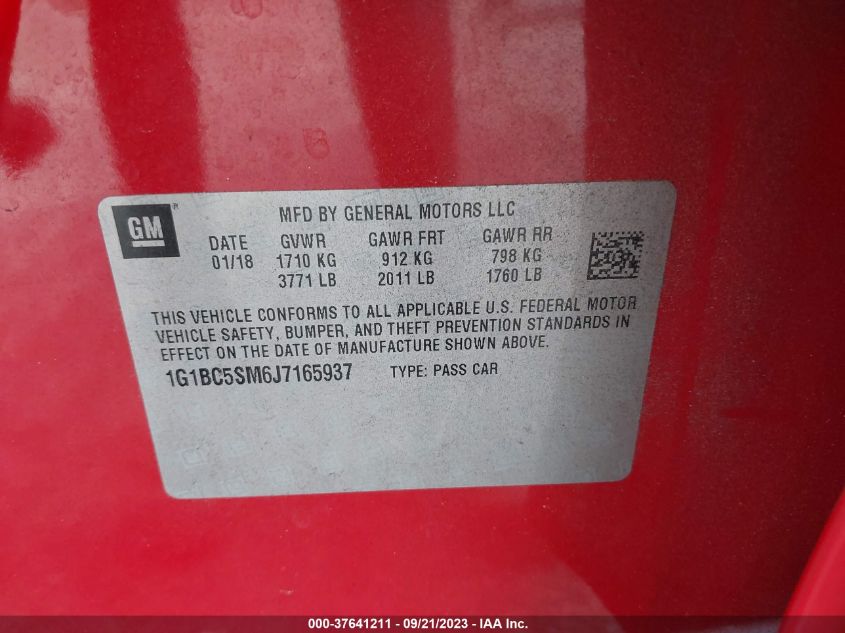 GM
MFD BY GENERAL MOTORS LLC
DATE GVWR GAWR FRT GAWR RR
01/18 1710 KG 912 KG 798 KG
3771 LB 2011 LB 1760 LB
THIS VEHICLE CONFORMS TO ALL APPLICABLE U.S. FEDERAL MOTOR
VEHICLE SAFETY, BUMPER, AND THEFT PREVENTION STANDARDS IN
EFFECT ON THE DATE OF MANUFACTURE SHOWN ABOVE.
1G1BC5SM6J7165937 TYPE: PASS CAR
000-37641211 - 09/21/2023 - IAA Inc.